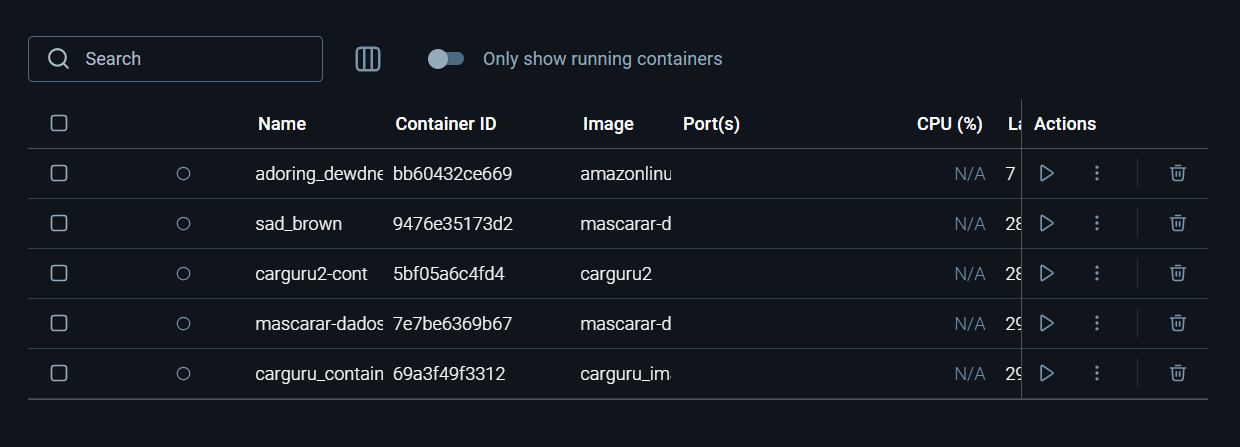 Search Only show running containers
Name Container ID Image Port(s) CPU (%) La Actions
adoring_dewdne bb60432ce669 amazonlinu N/A 7
sad_brown 9476e35173d2 mascarar-d N/A 28
carguru2-cont 5bf05a6c4fd4 carguru2 N/A 28
mascarar-dados 7e7be6369b67 mascarar-d N/A 29
carguru_contain 69a3f49f3312 carguru_im N/A 29